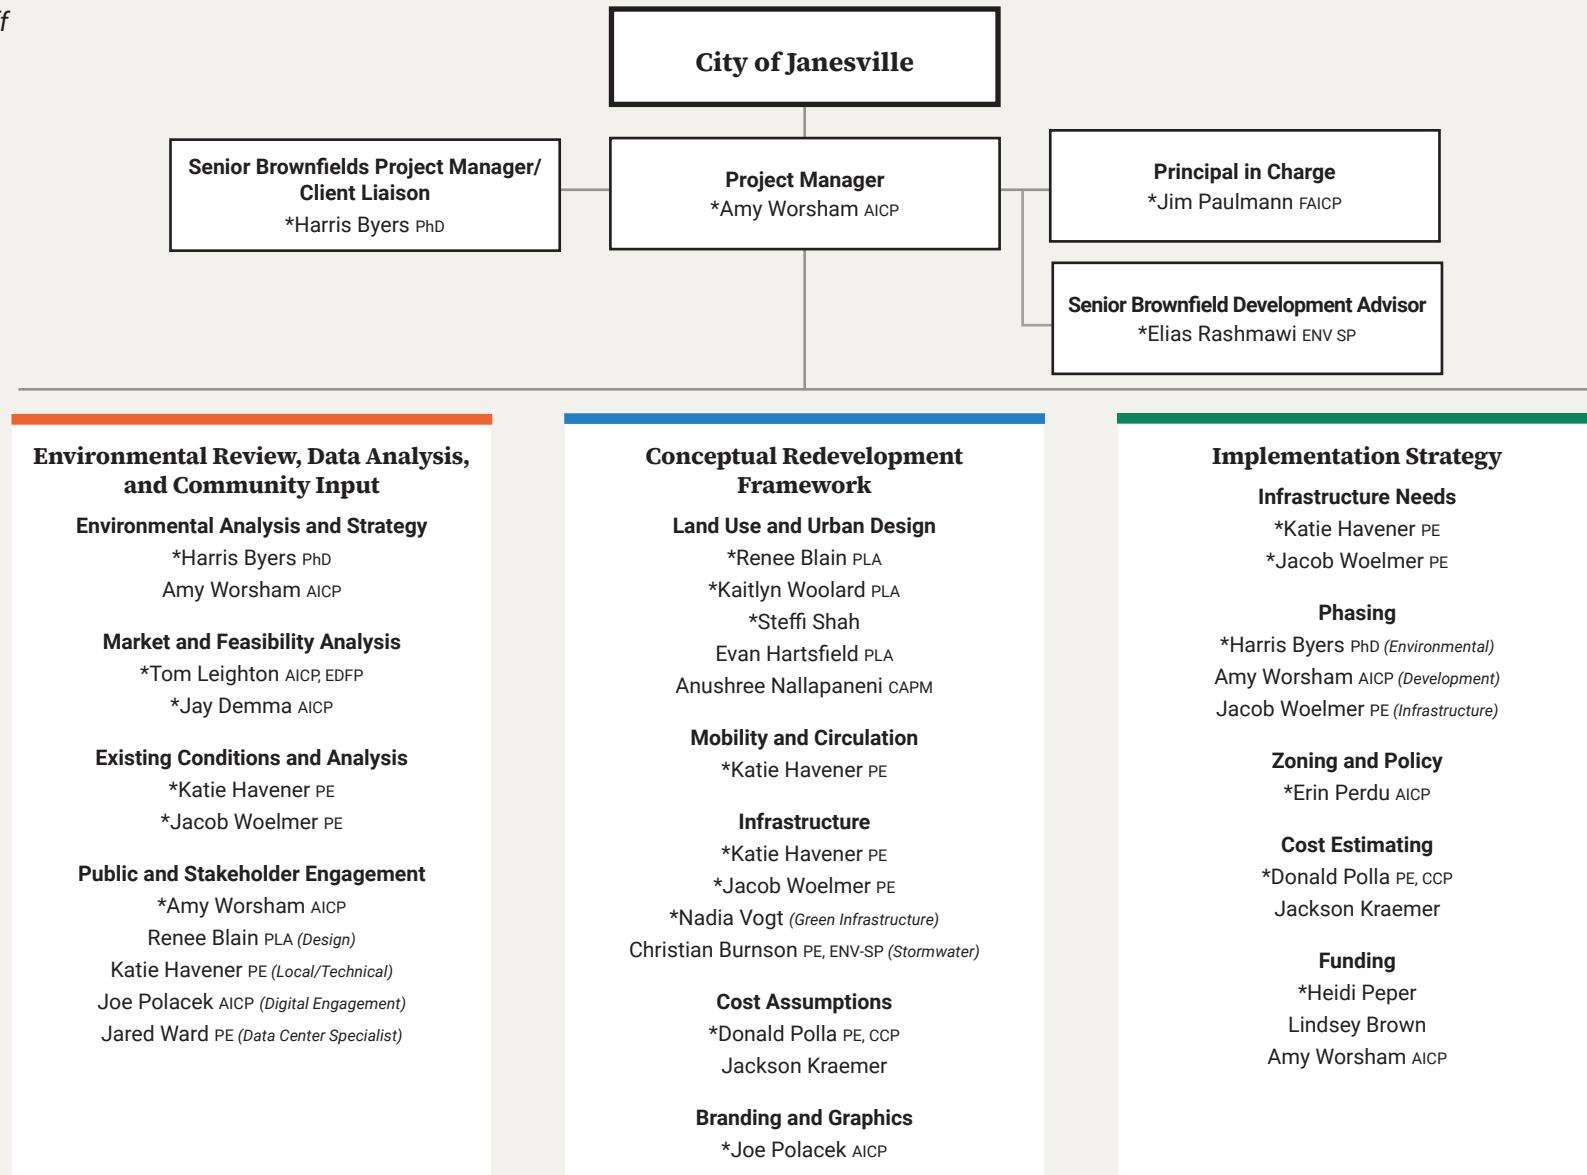 City of Janesville
Senior Brownfields Project Manager/
Client Liaison
*Harris Byers PhD
Project Manager
*Amy Worsham AICP
Principal in Charge
*Jim Paulmann FAICP
Senior Brownfield Development Advisor
*Elias Rashmawi ENV SP
Environmental Review, Data Analysis,
and Community Input
Environmental Analysis and Strategy
*Harris Byers PhD
Amy Worsham AICP
Market and Feasibility Analysis
*Tom Leighton AICP, EDFP
*Jay Demma AICP
Existing Conditions and Analysis
*Katie Havener PE
*Jacob Woelmer PE
Public and Stakeholder Engagement
*Amy Worsham AICP
Renee Blain PLA (Design)
Katie Havener PE (Local/Technical)
Joe Polacek AICP (Digital Engagement)
Jared Ward PE (Data Center Specialist)
Conceptual Redevelopment
Framework
Land Use and Urban Design
*Renee Blain PLA
*Kaitlyn Woolard PLA
*Steffi Shah
Evan Hartsfield PLA
Anushree Nallapaneni CAPM
Mobility and Circulation
*Katie Havener PE
Infrastructure
*Katie Havener PE
*Jacob Woelmer PE
*Nadia Vogt (Green Infrastructure)
Christian Burnson PE, ENV-SP (Stormwater)
Cost Assumptions
*Donald Polla PE, CCP
Jackson Kraemer
Branding and Graphics
*Joe Polacek AICP
Implementation Strategy
Infrastructure Needs
*Katie Havener PE
*Jacob Woelmer PE
Phasing
*Harris Byers PhD (Environmental)
Amy Worsham AICP (Development)
Jacob Woelmer PE (Infrastructure)
Zoning and Policy
*Erin Perdu AICP
Cost Estimating
*Donald Polla PE, CCP
Jackson Kraemer
Funding
*Heidi Peper
Lindsey Brown
Amy Worsham AICP